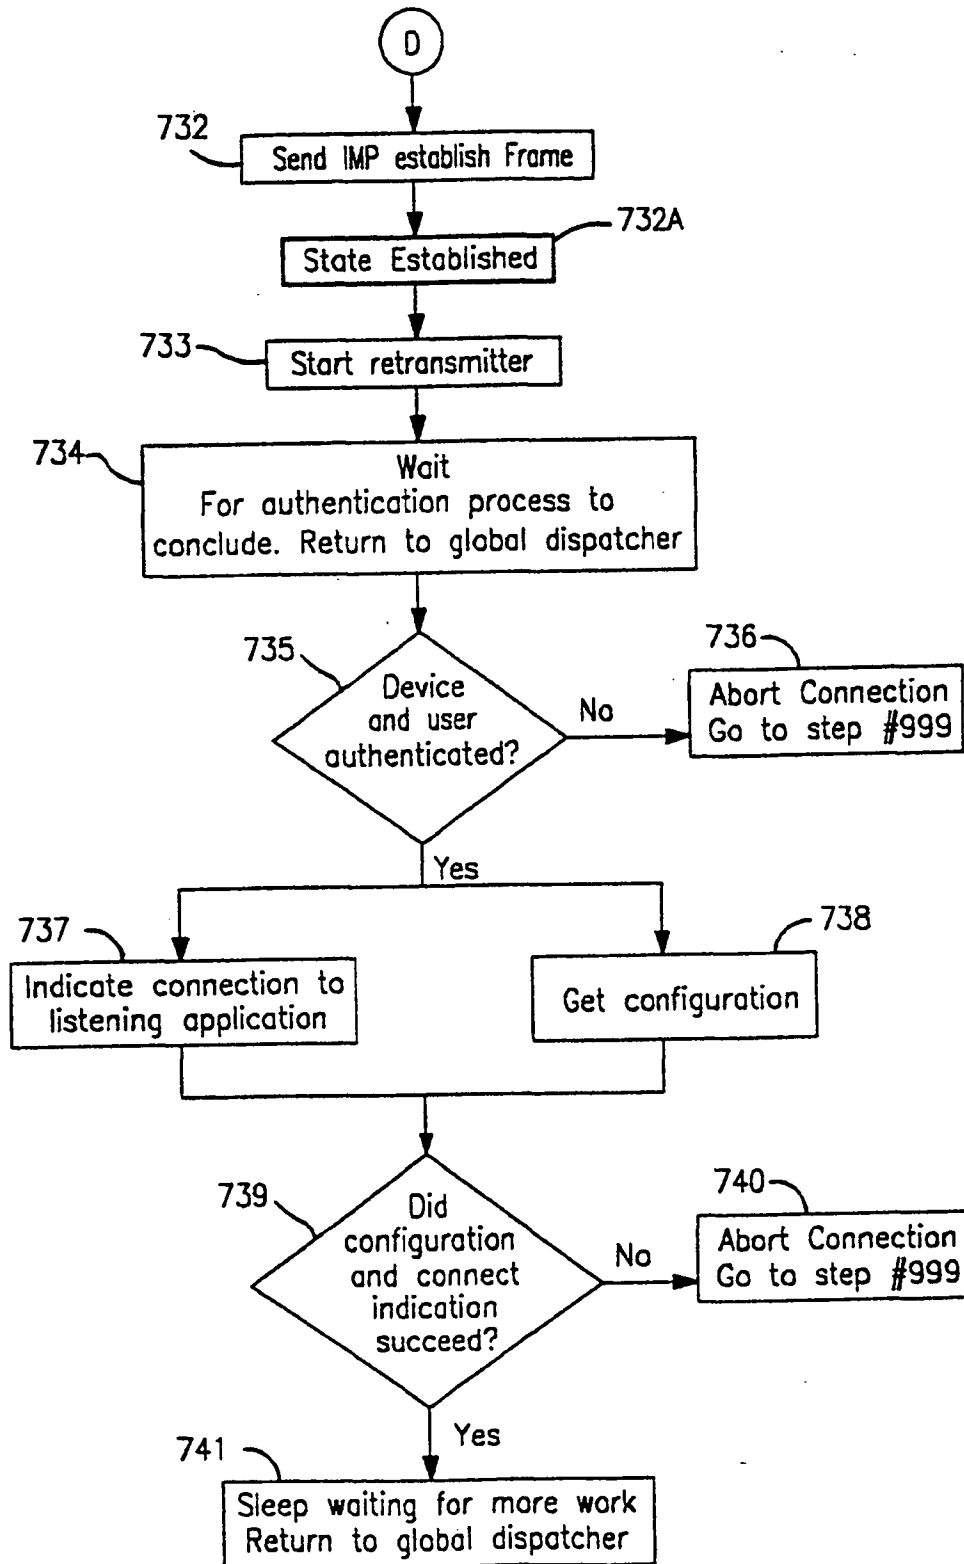 D
732
Send IMP establish Frame
732A
State Established
733
Start retransmitter
734
Wait
For authentication process to
conclude. Return to global dispatcher
735
Device
and user
authenticated?
No
736
Abort Connection
Go to step #999
Yes
737
Indicate connection to
listening application
738
Get configuration
739
Did
configuration
and connect
indication
succeed?
No
740
Abort Connection
Go to step #999
Yes
741
Sleep waiting for more work
Return to global dispatcher